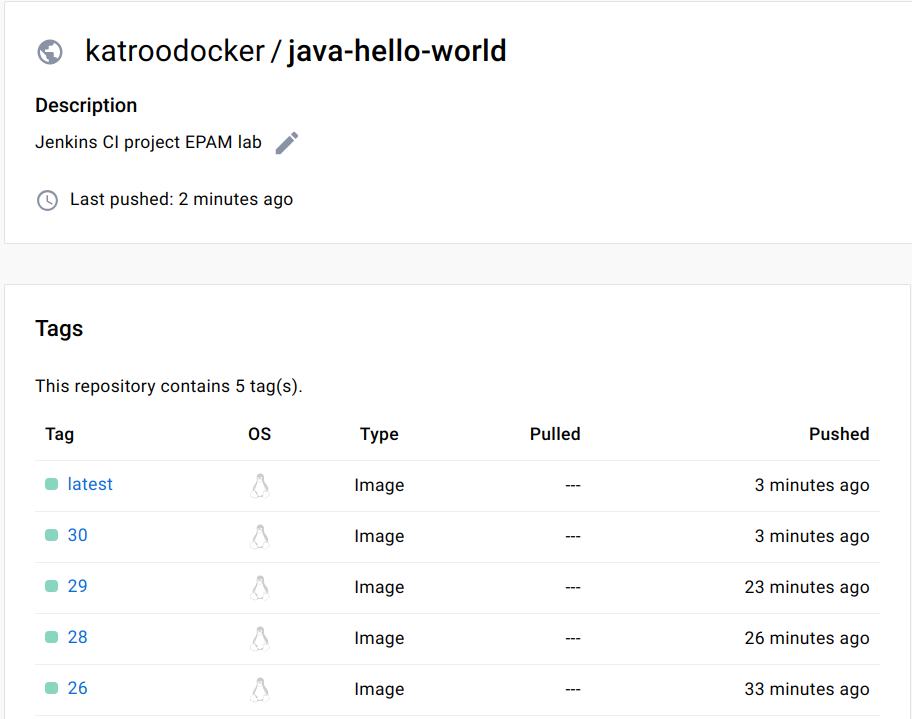 katroodocker / java-hello-world
Description
Jenkins CI project EPAM lab
Last pushed: 2 minutes ago
Tags
This repository contains 5 tag(s).
Tag OS Type Pulled Pushed
latest Image --- 3 minutes ago
30 Image --- 3 minutes ago
29 Image --- 23 minutes ago
28 Image --- 26 minutes ago
26 Image --- 33 minutes ago